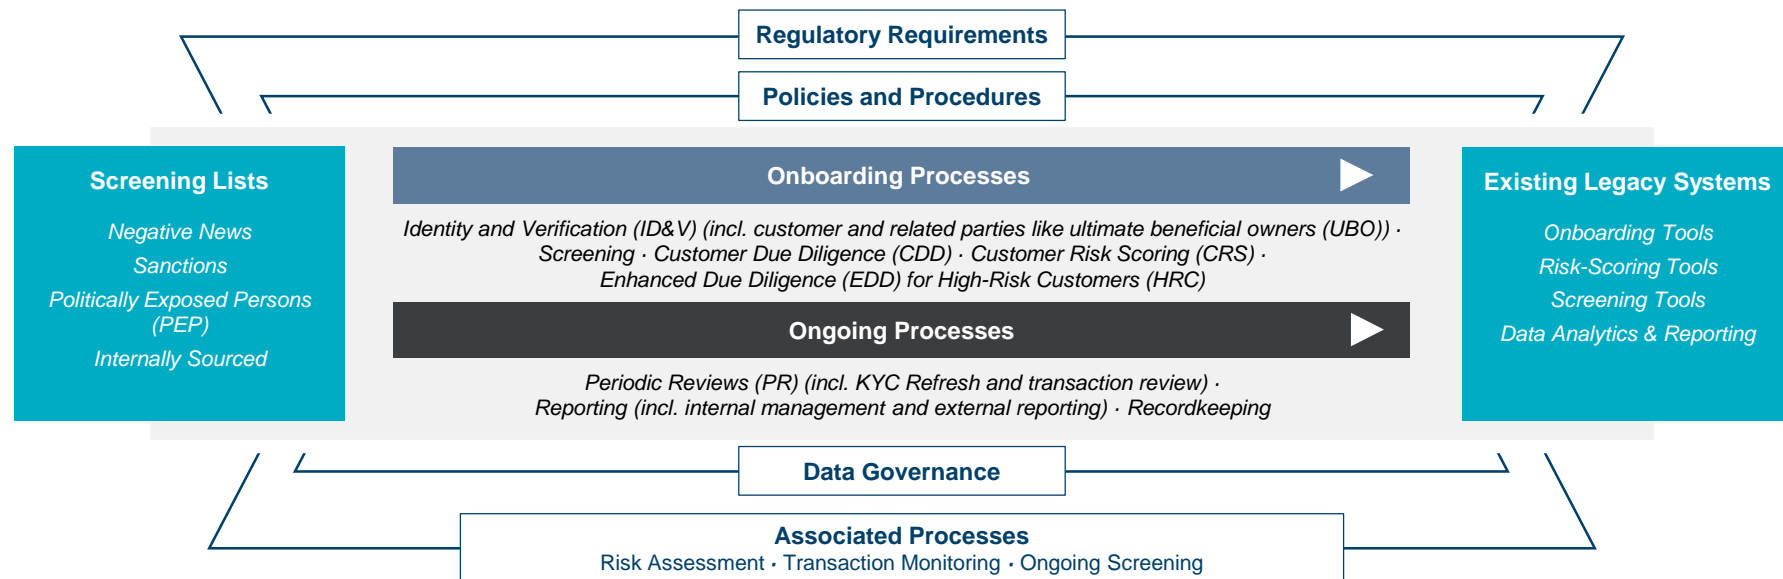 Regulatory Requirements
Policies and Procedures
Screening Lists
Negative News
Sanctions
Politically Exposed Persons
(PEP)
Internally Sourced
Onboarding Processes
Identity and Verification (ID&V) (incl. customer and related parties like ultimate beneficial owners (UBO)) ·
Screening · Customer Due Diligence (CDD) · Customer Risk Scoring (CRS) ·
Enhanced Due Diligence (EDD) for High-Risk Customers (HRC)
Ongoing Processes
Periodic Reviews (PR) (incl. KYC Refresh and transaction review) ·
Reporting (incl. internal management and external reporting) · Recordkeeping
Existing Legacy Systems
Onboarding Tools
Risk-Scoring Tools
Screening Tools
Data Analytics & Reporting
Data Governance
Associated Processes
Risk Assessment · Transaction Monitoring · Ongoing Screening